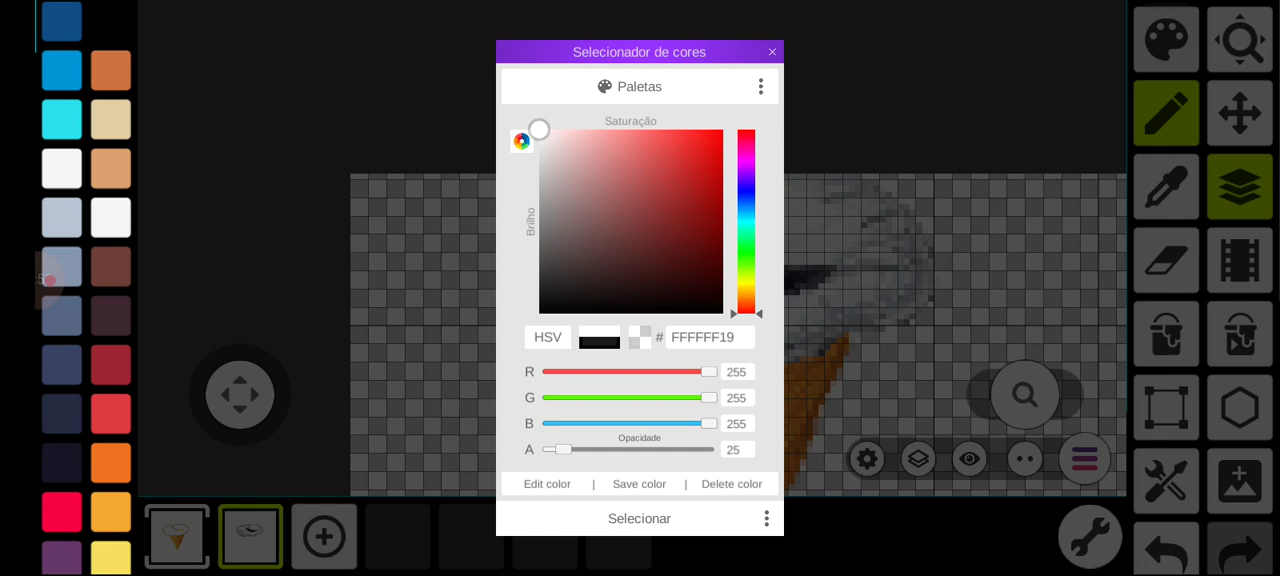 Selecionador de cores ×
Paletas
Saturação
Brilho
HSV # FFFFFF19
R 255
G 255
B 255
Opacidade
A 25
Edit color | Save color | Delete color
Selecionar